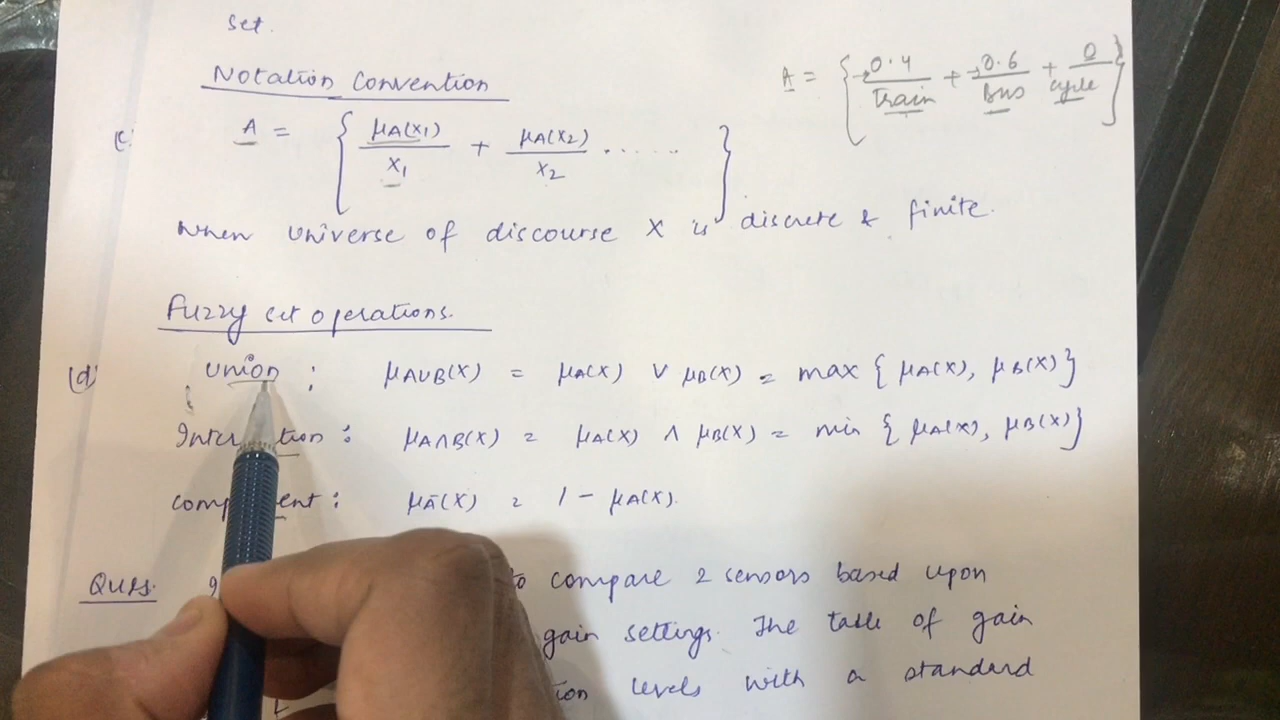 set.
Notation Convention
A = { 0.4/Train + 0.6/Bus + 0/cycle }
(c) A = { μA(x1)/x1 + μA(x2)/x2 ...... }
when universe of discourse X is discrete & finite.
Fuzzy set operations.
(d) Union : μAUB(x) = μA(x) ∨ μB(x) = max { μA(x), μB(x) }
: μA∩B(x) = μA(x) ∧ μB(x) = min { μA(x), μB(x) }
: μĀ(x) = 1 - μA(x).
Ques. to compare 2 sensors based upon
gain settings. The table of gain
levels with a standard